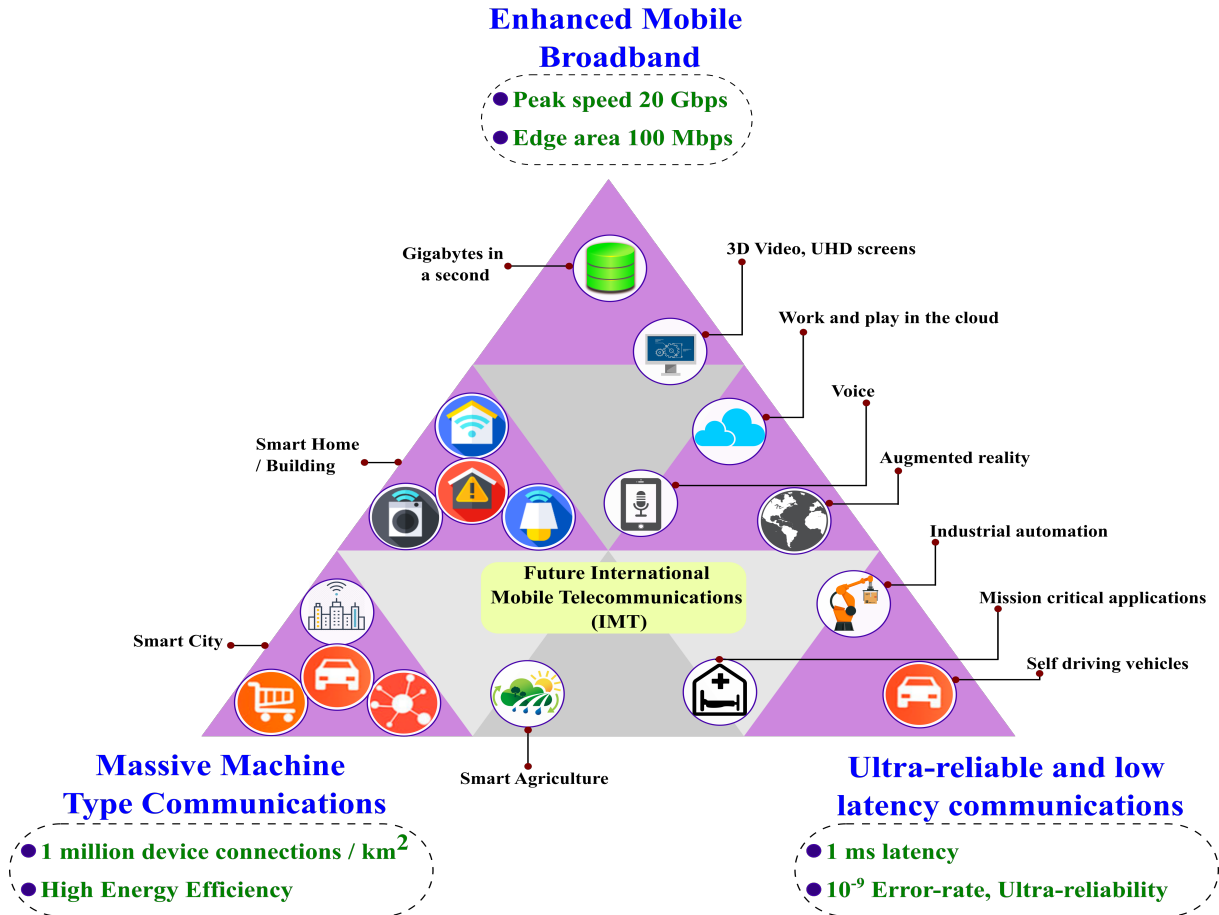 Enhanced Mobile
Broadband
Peak speed 20 Gbps
Edge area 100 Mbps
Gigabytes in
a second
3D Video, UHD screens
Work and play in the cloud
Voice
Smart Home
/ Building
Augmented reality
Industrial automation
Future International
Mobile Telecommunications
(IMT)
Mission critical applications
Smart City
Self driving vehicles
Smart Agriculture
Massive Machine
Type Communications
1 million device connections / km²
High Energy Efficiency
Ultra-reliable and low
latency communications
1 ms latency
10⁻⁹ Error-rate, Ultra-reliability